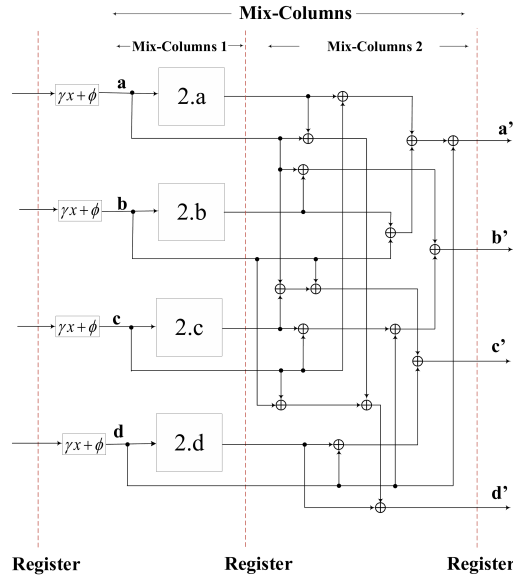 Mix-Columns
Mix-Columns 1
Mix-Columns 2
γx+ϕ
a
2.a
a'
γx+ϕ
b
2.b
b'
γx+ϕ
c
2.c
c'
γx+ϕ
d
2.d
d'
Register
Register
Register